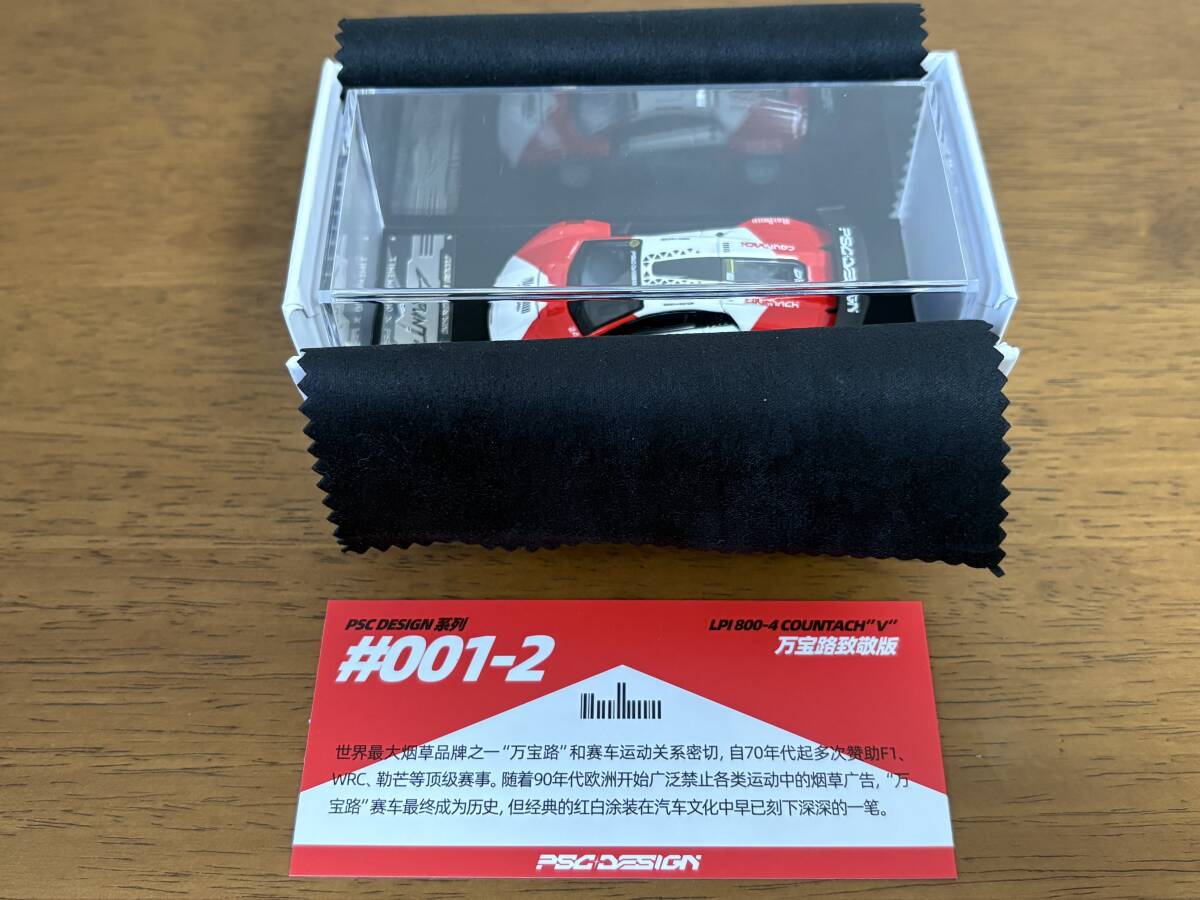 PSC+DESIGN
PSC DESIGN 系列
#001-2
LPI 800-4 COUNTACH"V"
万宝路致敬版
世界最大烟草品牌之一“万宝路”和赛车运动关系密切，自70年代起多次赞助F1、
WRC、勒芒等顶级赛事。随着90年代欧洲开始广泛禁止各类运动中的烟草广告，“万
宝路”赛车最终成为历史，但经典的红白涂装在汽车文化中早已刻下深深的一笔。
PSC+DESIGN